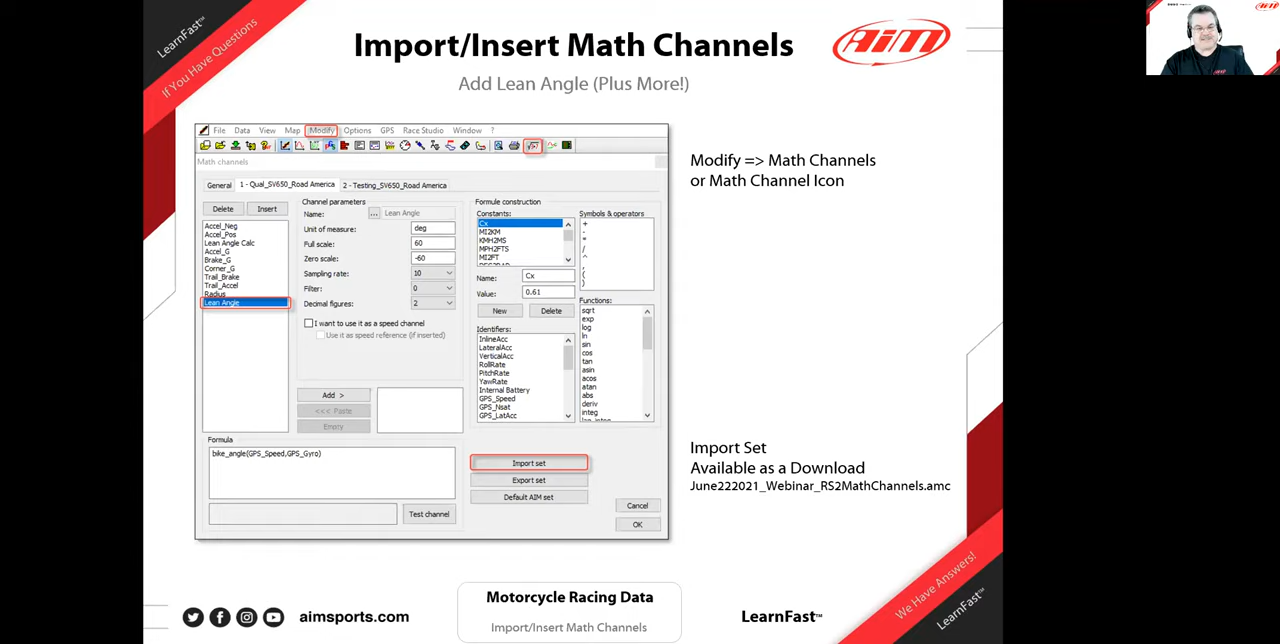 LearnFast™
If You Have Questions
Import/Insert Math Channels
AiM
Add Lean Angle (Plus More!)
File Data View Map Modify Options GPS Race Studio Window ?
Math channels
General 1 - Qual_SV650_Road America 2 - Testing_SV650_Road America
Delete Insert
Accel_Neg
Accel_Pos
Lean Angle Calc
Accel_G
Brake_G
Corner_G
Trail_Brake
Trail_Accel
Radius
Lean Angle
Channel parameters
Name: ... Lean Angle
Unit of measure: deg
Full scale: 60
Zero scale: -60
Sampling rate: 10
Filter: 0
Decimal figures: 2
I want to use it as a speed channel
Use it as speed reference (if inserted)
Add >
<<< Paste
Empty
Formule construction
Constants:
Cx
MI2KM
KMH2MS
MPH2FTS
MI2FT
Name: Cx
Value: 0.61
New Delete
Identifiers:
InlineAcc
LateralAcc
VerticalAcc
RollRate
PitchRate
YawRate
Internal Battery
GPS_Speed
GPS_Nsat
GPS_LatAcc
Symbols & operators
+
-
*
/
^
(
)
Functions:
sqrt
exp
log
ln
sin
cos
tan
asin
acos
atan
abs
deriv
integ
Formula
bike_angle(GPS_Speed,GPS_Gyro)
Test channel
Import set
Export set
Default AIM set
Cancel
OK
Modify => Math Channels
or Math Channel Icon
Import Set
Available as a Download
June222021_Webinar_RS2MathChannels.amc
aimsports.com
Motorcycle Racing Data
Import/Insert Math Channels
LearnFast™
We Have Answers!
LearnFast™